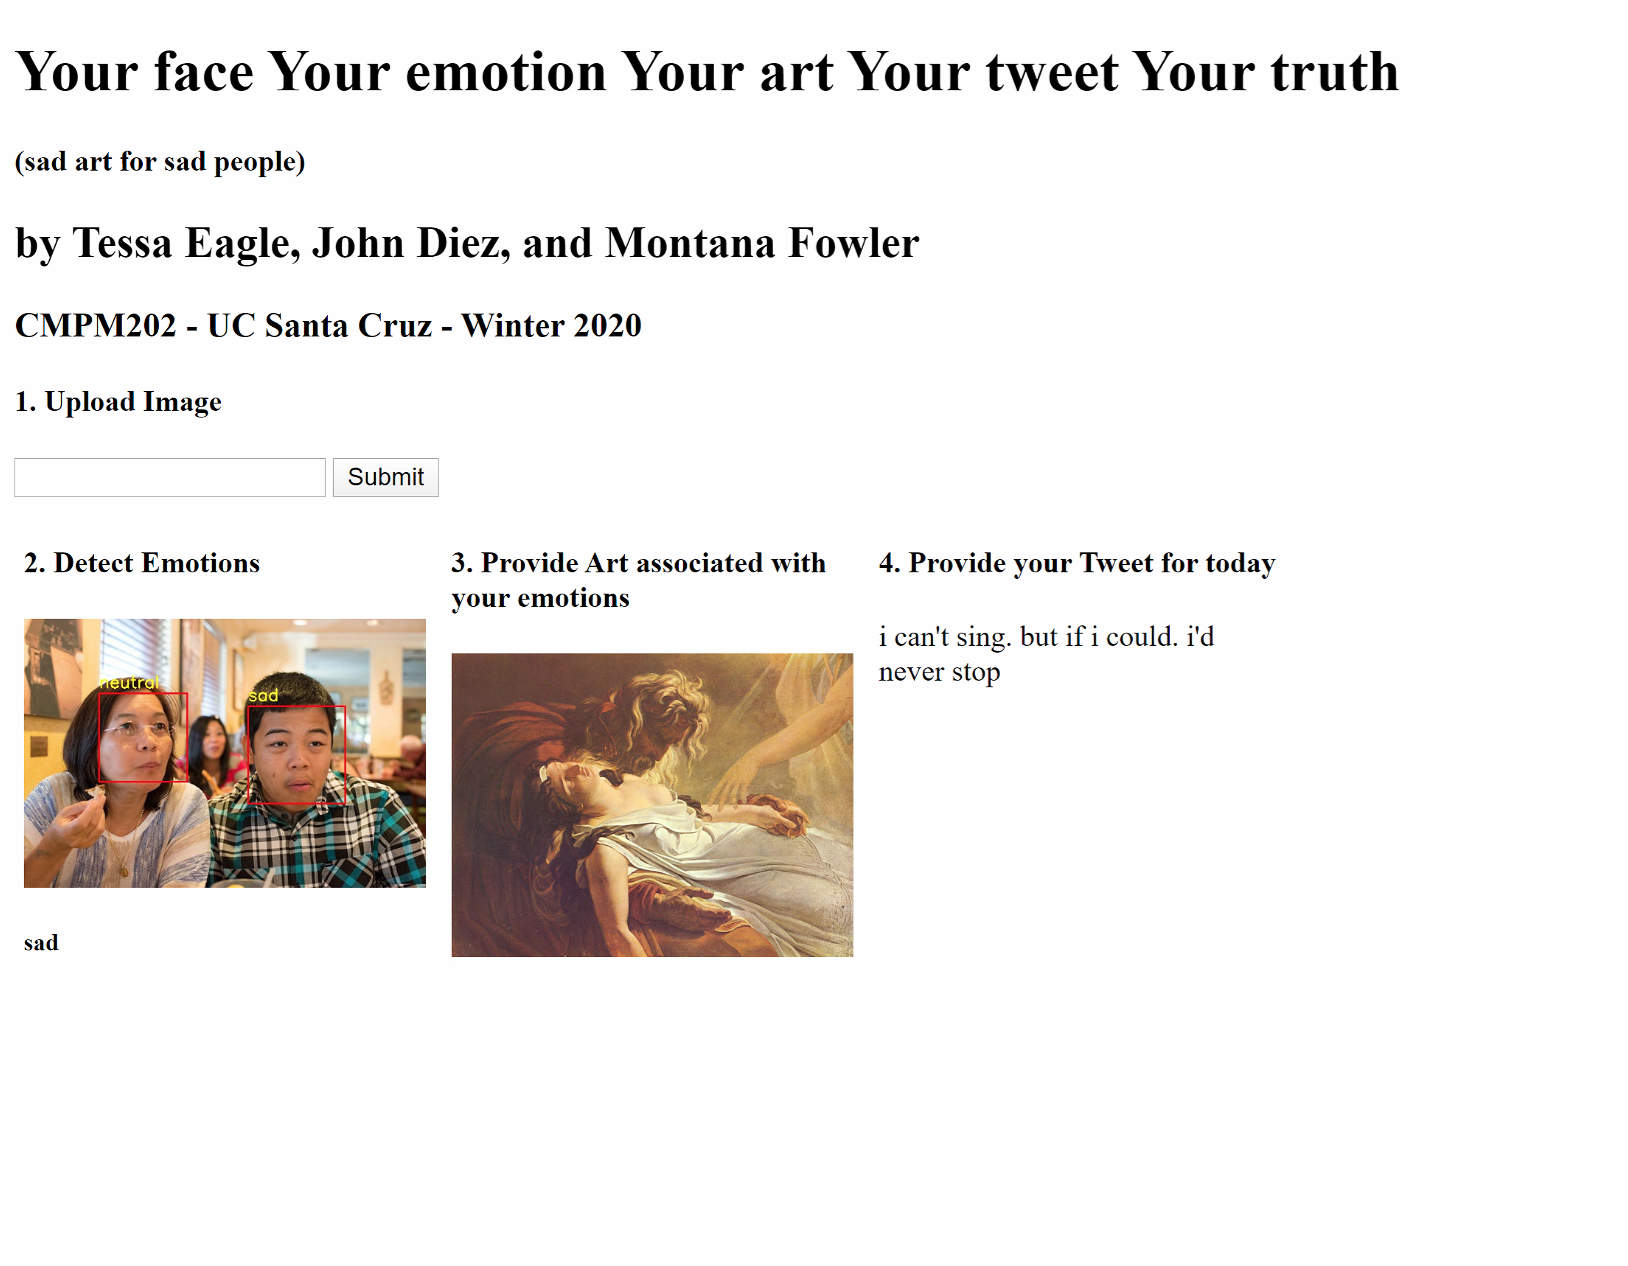 Your face Your emotion Your art Your tweet Your truth
(sad art for sad people)
by Tessa Eagle, John Diez, and Montana Fowler
CMPM202 - UC Santa Cruz - Winter 2020
1. Upload Image
Submit
2. Detect Emotions
neutral
sad
sad
3. Provide Art associated with
your emotions
4. Provide your Tweet for today
i can't sing. but if i could. i'd
never stop